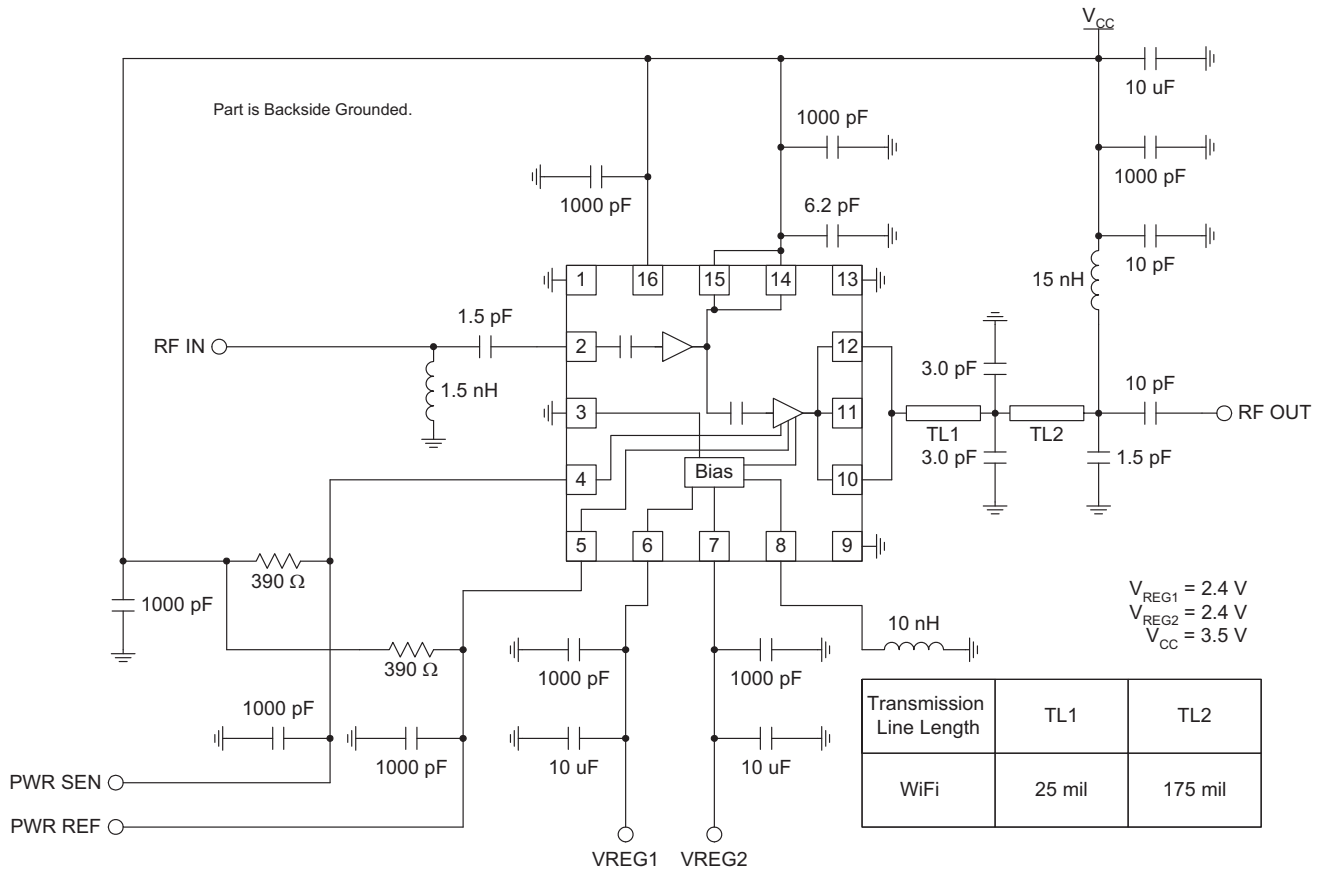 V_CC
10 uF
Part is Backside Grounded.
1000 pF
1000 pF
1000 pF
6.2 pF
10 pF
15 nH
1
16
15
14
13
1.5 pF
RF IN
2
12
3.0 pF
10 pF
1.5 nH
3
11
RF OUT
TL1
TL2
3.0 pF
1.5 pF
Bias
4
10
5
6
7
8
9
390 Ω
1000 pF
V_REG1 = 2.4 V
V_REG2 = 2.4 V
V_CC = 3.5 V
10 nH
390 Ω
1000 pF
1000 pF
1000 pF
1000 pF
10 uF
10 uF
Transmission
Line Length
TL1
TL2
WiFi
25 mil
175 mil
PWR SEN
PWR REF
VREG1
VREG2